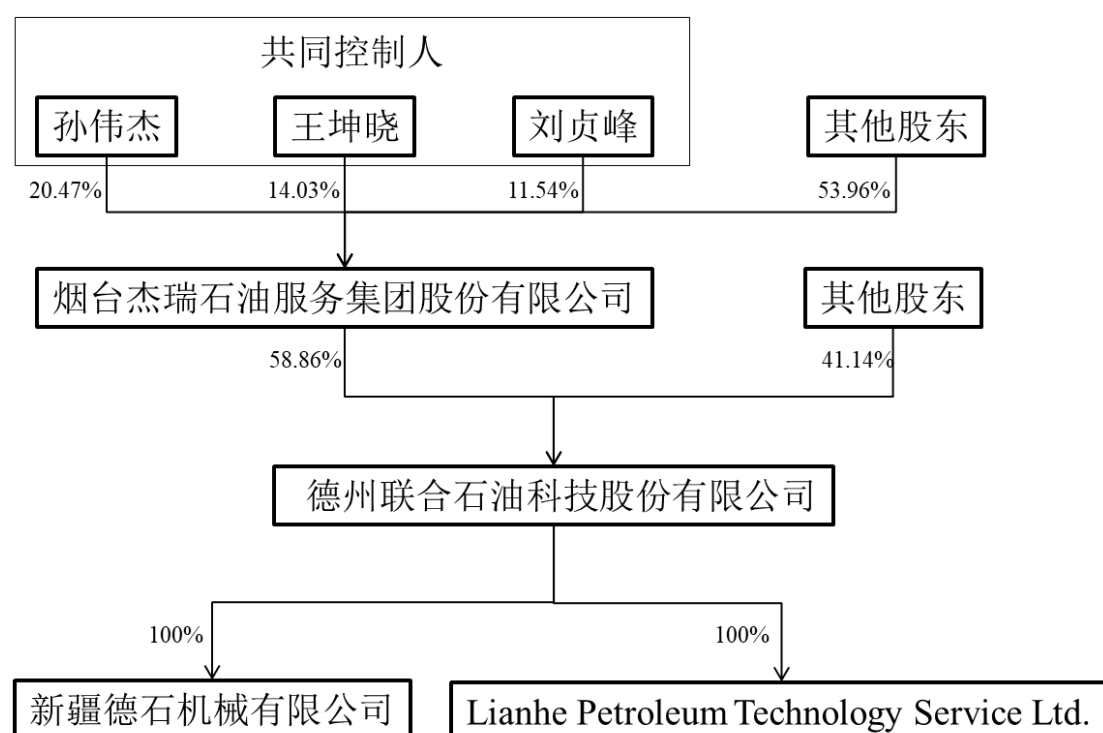 共同控制人
孙伟杰 王坤晓 刘贞峰 其他股东
20.47% 14.03% 11.54% 53.96%
烟台杰瑞石油服务集团股份有限公司 其他股东
58.86% 41.14%
德州联合石油科技股份有限公司
100% 100%
新疆德石机械有限公司 Lianhe Petroleum Technology Service Ltd.